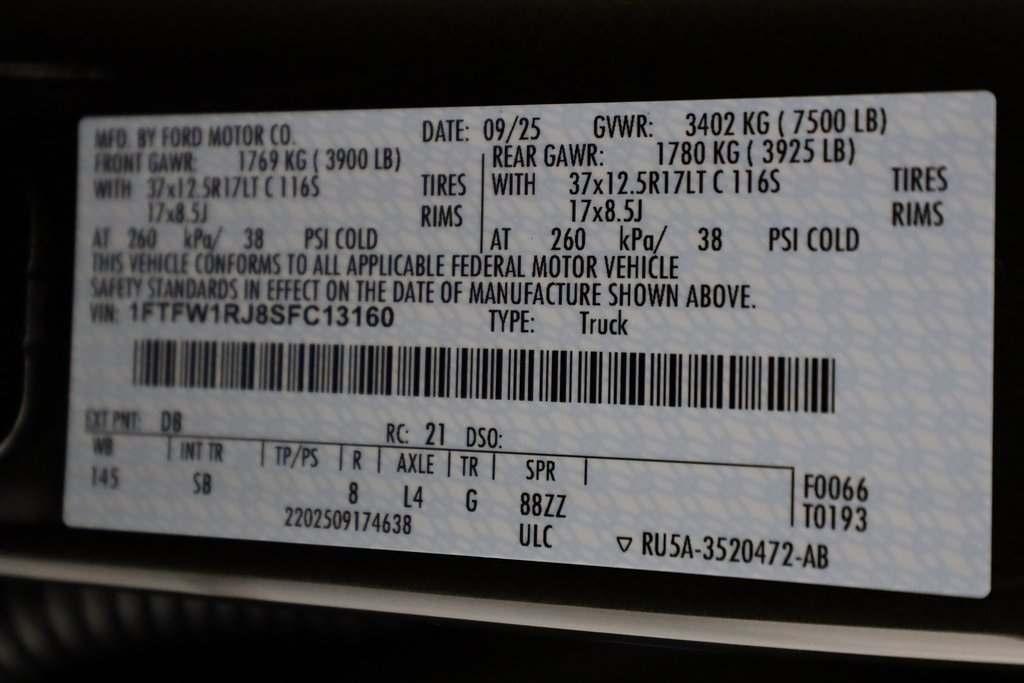 MFD. BY FORD MOTOR CO. DATE: 09/25 GVWR: 3402 KG ( 7500 LB)
FRONT GAWR: 1769 KG ( 3900 LB) REAR GAWR: 1780 KG ( 3925 LB)
WITH 37x12.5R17LT C 116S TIRES WITH 37x12.5R17LT C 116S TIRES
17x8.5J RIMS 17x8.5J RIMS
AT 260 kPa/ 38 PSI COLD AT 260 kPa/ 38 PSI COLD
THIS VEHICLE CONFORMS TO ALL APPLICABLE FEDERAL MOTOR VEHICLE
SAFETY STANDARDS IN EFFECT ON THE DATE OF MANUFACTURE SHOWN ABOVE.
VIN: 1FTFW1RJ8SFC13160 TYPE: Truck
EXT PNT: DB RC: 21 DSO:
WB INT TR TP/PS R AXLE TR SPR
145 SB 8 L4 G 88ZZ F0066
T0193
2202509174638 ULC ▽ RU5A-3520472-AB